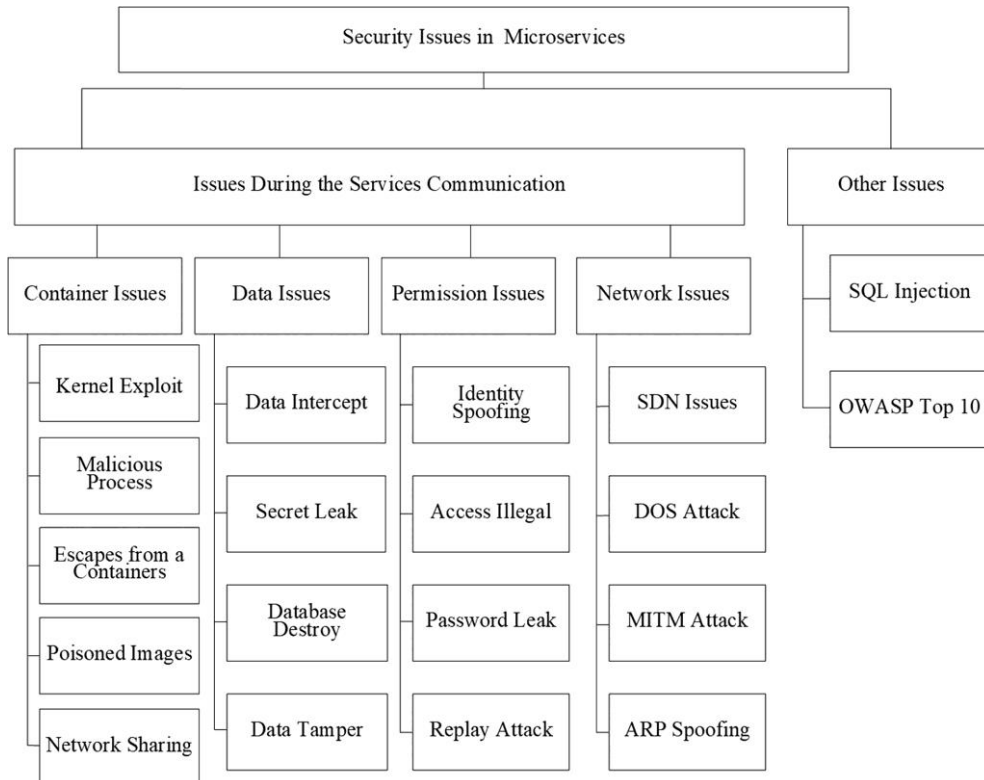 Security Issues in Microservices
Issues During the Services Communication
Other Issues
Container Issues
Data Issues
Permission Issues
Network Issues
Kernel Exploit
Malicious
Process
Escapes from a
Containers
Poisoned Images
Network Sharing
Data Intercept
Secret Leak
Database
Destroy
Data Tamper
Identity
Spoofing
Access Illegal
Password Leak
Replay Attack
SDN Issues
DOS Attack
MITM Attack
ARP Spoofing
SQL Injection
OWASP Top 10